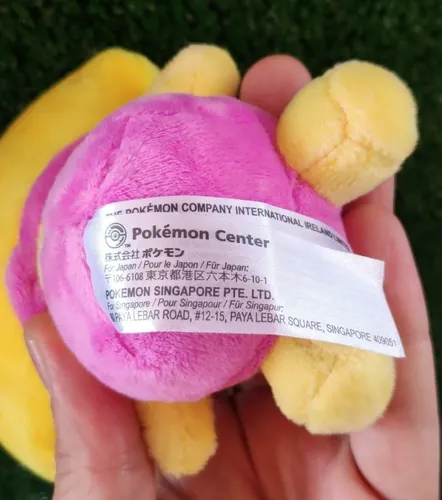 THE POKÉMON COMPANY INTERNATIONAL IRELAND
Pokémon Center
株式会社ポケモン
For Japan / Pour le Japon / Für Japan:
〒106-6108 東京都港区六本木6-10-1
POKÉMON SINGAPORE PTE. LTD.
For Singapore / Pour Singapour / Für Singapur:
PAYA LEBAR ROAD, #12-15, PAYA LEBAR SQUARE, SINGAPORE 409051